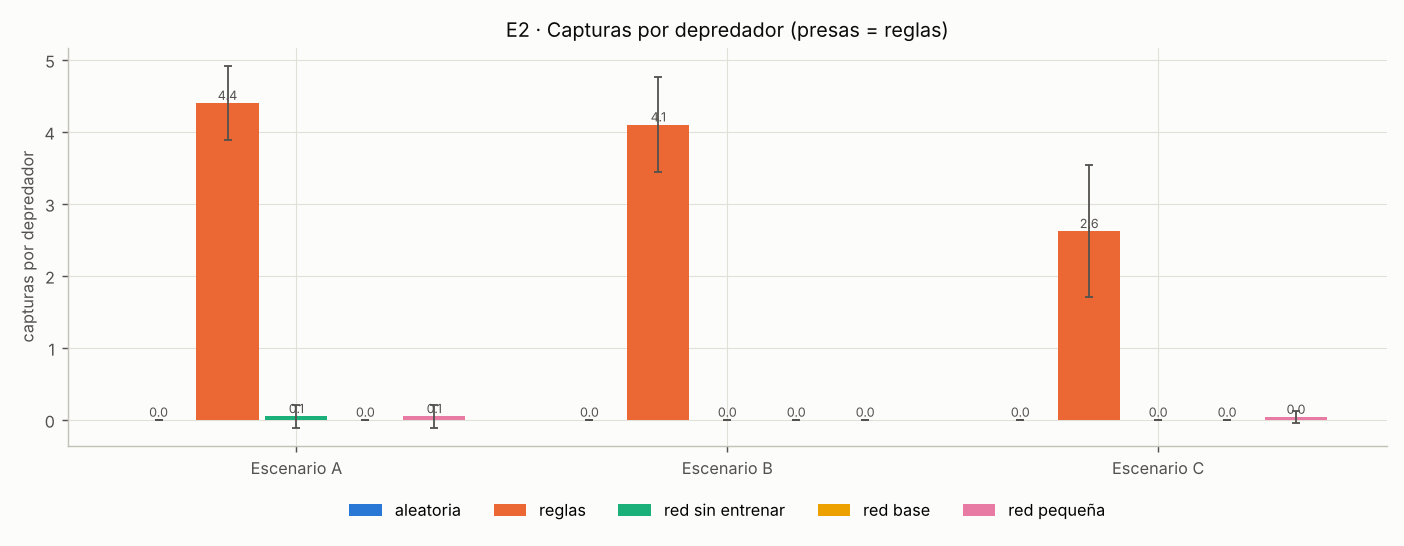 E2 · Capturas por depredador (presas = reglas)
capturas por depredador
5
4
3
2
1
0
0.0 4.4 0.1 0.0 0.1
0.0 4.1 0.0 0.0 0.0
0.0 2.6 0.0 0.0 0.0
Escenario A Escenario B Escenario C
aleatoria reglas red sin entrenar red base red pequeña